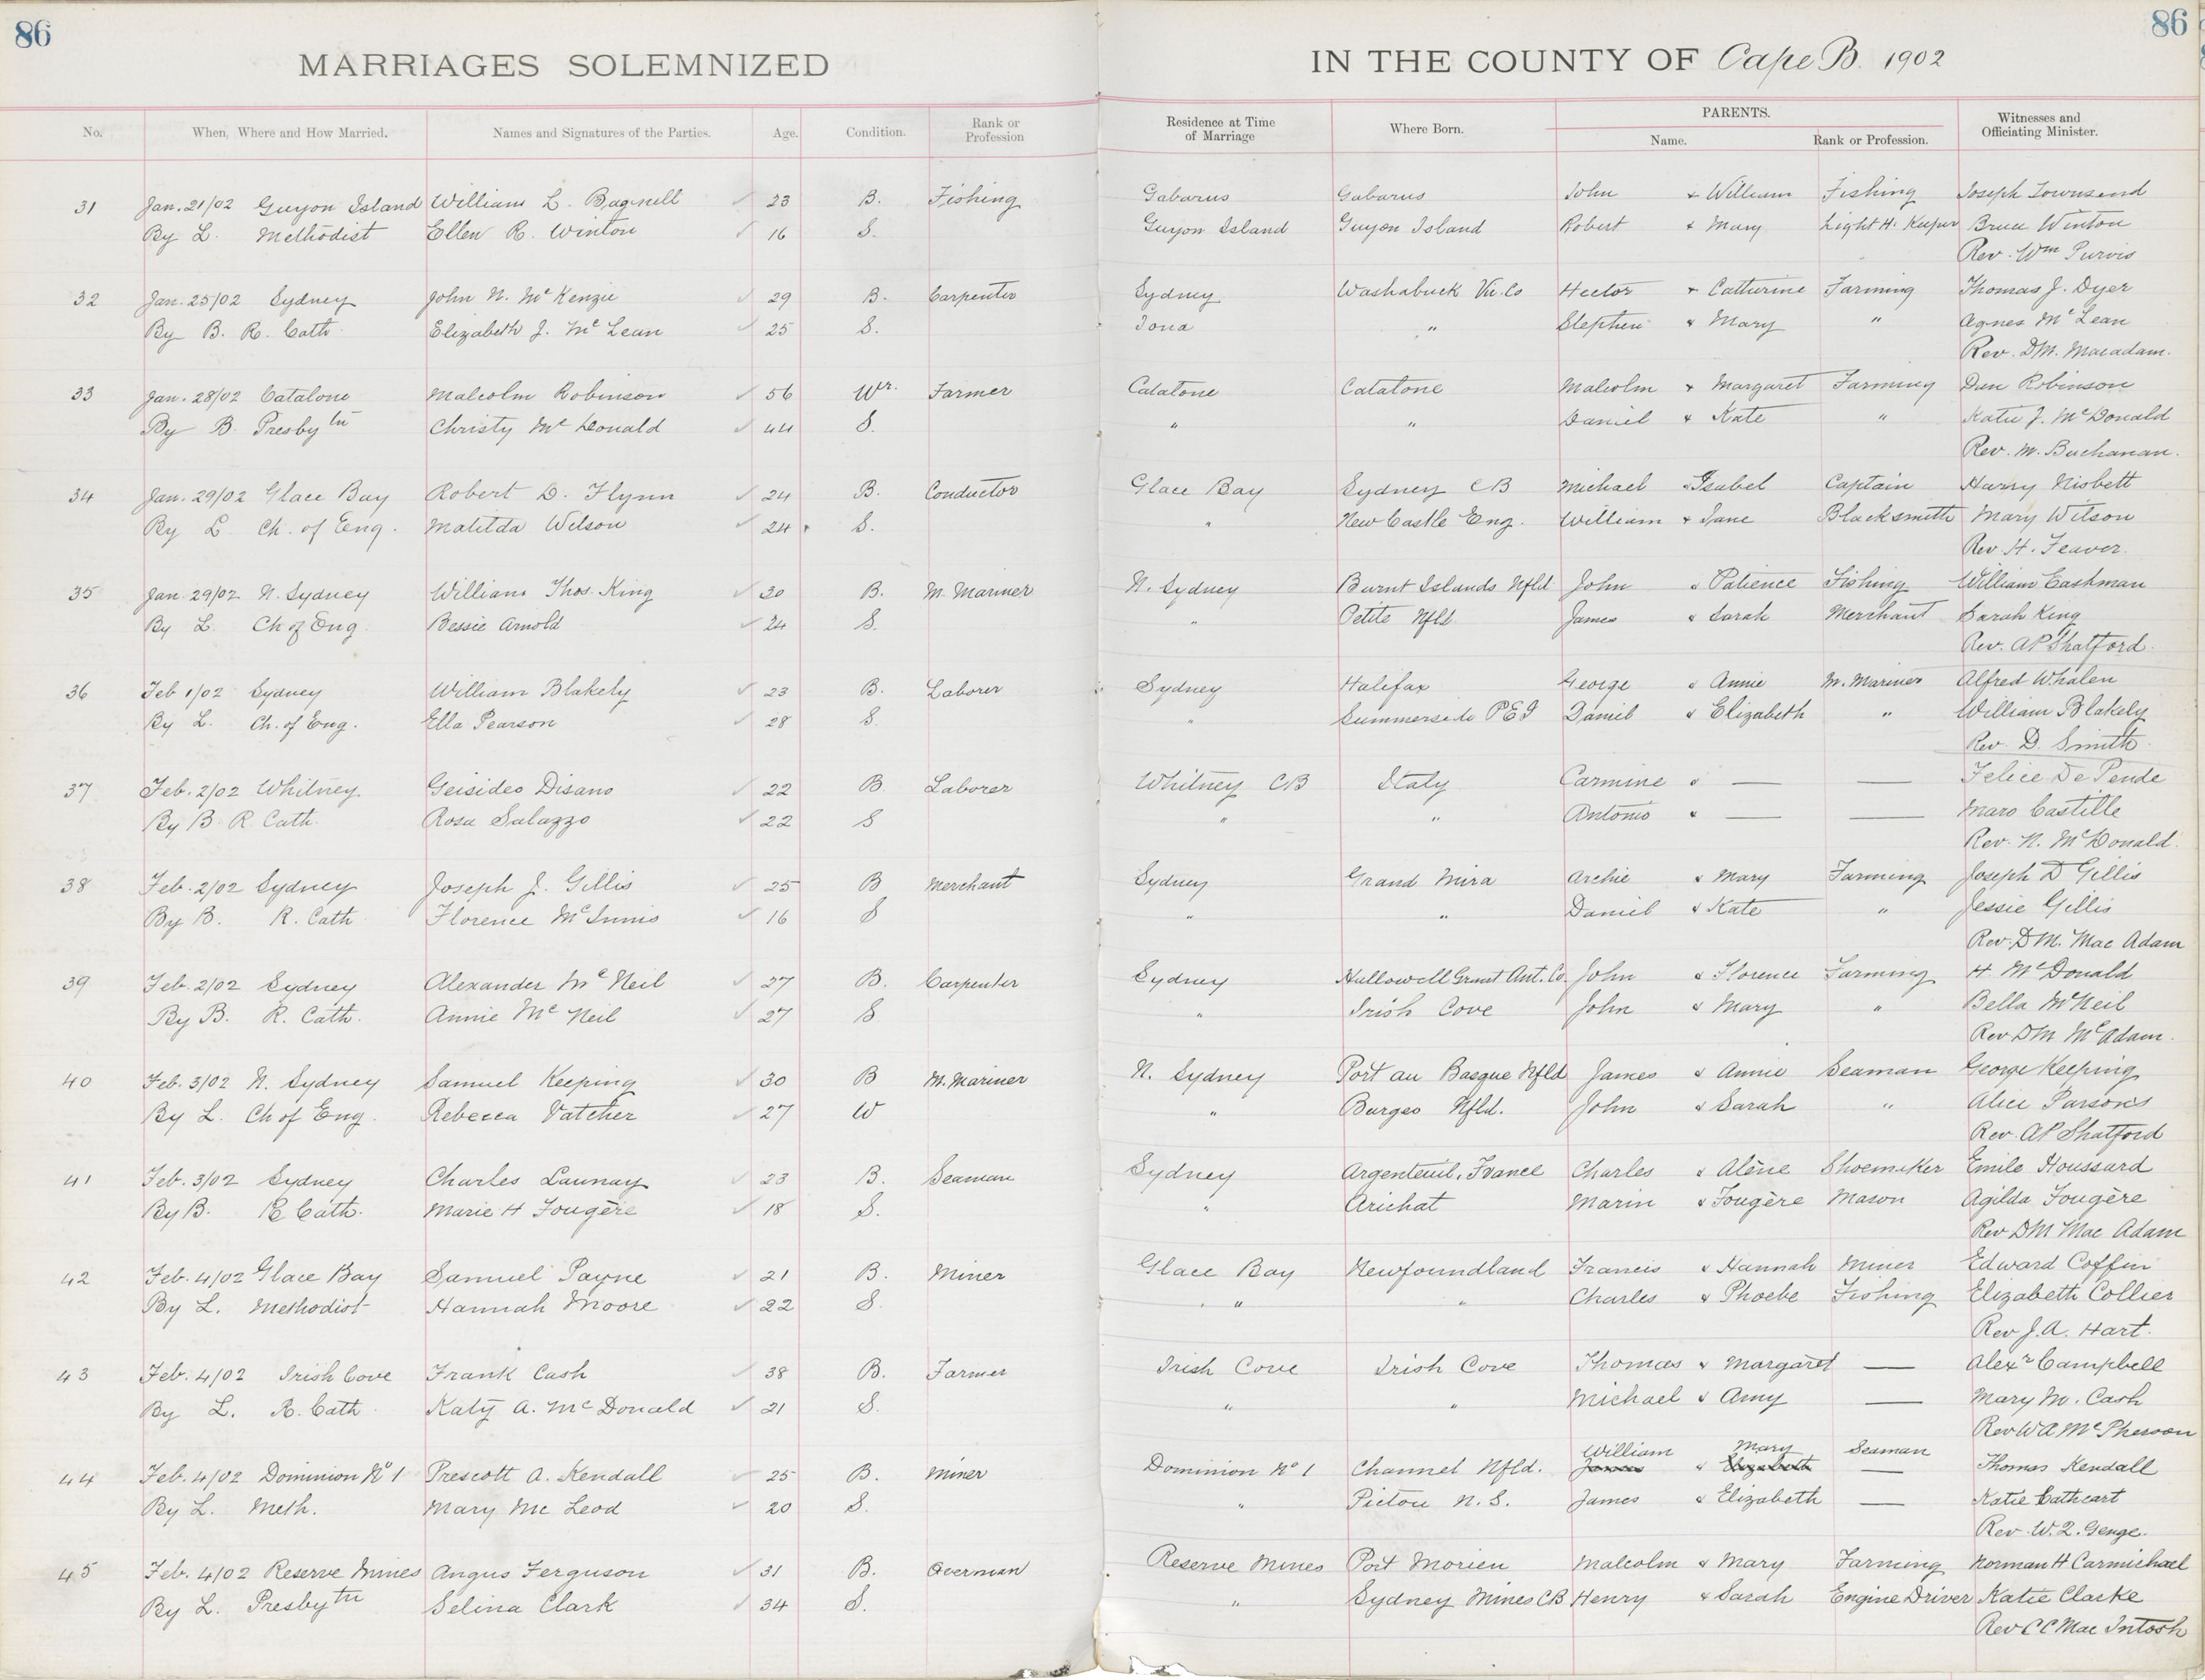 86
86
MARRIAGES SOLEMNIZED IN THE COUNTY OF Cape B. 1902
No. When, Where and How Married. Names and Signatures of the Parties. Age. Condition. Rank or Profession Residence at Time of Marriage Where Born. PARENTS. Name. Rank or Profession. Witnesses and Officiating Minister.
31 Jan. 21/02 Guyon Island William L. Bagnell 23 B. Fishing Gabarus Gabarus John & William Fishing Joseph Townsend
By L. Methodist Ellen R. Winton 16 S. Guyon Island Guyon Island Robert & Mary Light H. Keeper Bruce Winton
Rev. Wm Purvis
32 Jan. 25/02 Sydney John N. McKenzie 29 B. Carpenter Sydney Washabuck Vic. Co Hector & Catherine Farming Thomas J. Dyer
By B. R. Cath. Elizabeth J. McLean 25 S. Iona " Stephen & Mary " Agnes McLean
Rev. D.M. Macadam.
33 Jan. 28/02 Catalone Malcolm Robinson 56 Wr. Farmer Catalone Catalone Malcolm & Margaret Farming Dan Robinson
By B. Presbytn Christy McDonald 44 S. " " Daniel & Kate " Katie J. McDonald
Rev. M. Buchanan.
34 Jan. 29/02 Glace Bay Robert D. Flynn 24 B. Conductor Glace Bay Sydney CB Michael & Isabel Captain Harry Nisbett
By L Ch. of Eng. Matilda Wilson 24 S. " New Castle Eng. William & Jane Blacksmith Mary Wilson
Rev H. Feaver.
35 Jan 29/02 N. Sydney William Thos. King 30 B. M. Mariner N. Sydney Burnt Islands Nfld John & Patience Fishing William Eashman
By L. Ch of Eng. Bessie Arnold 24 S. " Petite Nfld. James & Sarah Merchant Sarah King
Rev. AP Shatford.
36 Feb 1/02 Sydney William Blakely 23 B. Laborer Sydney Halifax George & Annie M. Mariner Alfred Whalen
By L. Ch. of Eng. Ella Pearson 28 S. " Summerside PEI Daniel & Elizabeth " William Blakely
Rev. D. Smith.
37 Feb. 2/02 Whitney Geisideo Disano 22 B. Laborer Whitney CB Italy Carmine & — — Felice De Pende
By B. R. Cath. Rosa Salazzo 22 S " " Antonio & — — Maro Castille
Rev. N. McDonald.
38 Feb. 2/02 Sydney Joseph J. Gillis 25 B Merchant Sydney Grand Mira Archie & Mary Farming Joseph D Gillis
By B. R. Cath Florence McInnis 16 S " " Daniel & Kate " Jessie Gillis
Rev. DM. Mac Adam
39 Feb. 2/02 Sydney Alexander McNeil 27 B. Carpenter Sydney Hallowell Grant Ant. Co. John & Florence Farming H. McDonald
By B. R. Cath. Annie McNeil 27 S " Irish Cove John & Mary " Bella McNeil
Rev DM McAdam.
40 Feb. 3/02 N. Sydney Samuel Keeping 30 B M. Mariner N. Sydney Port au Basque Nfld James & Annie Seaman George Keeping
By L. Ch of Eng. Rebecca Vatcher 27 W " Burgeo Nfld. John & Sarah " Alice Parsons
Rev. AP Shatford
41 Feb. 3/02 Sydney Charles Launay 23 B. Seaman Sydney Argenteuil, France Charles & Alène Shoemaker Emile Houssard
By B. R Cath. Marie H Fougère 18 S. " Arichat Marin & Fougère Mason Agilda Fougère
Rev DM Mac Adam
42 Feb. 4/02 Glace Bay Samuel Payne 21 B. Miner Glace Bay Newfoundland Francis & Hannah Miner Edward Coffin
By L. Methodist Hannah Moore 22 S. " " Charles & Phoebe Fishing Elizabeth Collier
Rev J.A. Hart.
43 Feb. 4/02 Irish Cove Frank Cash 38 B. Farmer Irish Cove Irish Cove Thomas & Margaret — Alexr Campbell
By L. R. Cath Katy A. McDonald 21 S. " " Michael & Amy — Mary M. Cash
Rev W A McPherson
William Mary Seaman
44 Feb. 4/02 Dominion No 1 Prescott A. Kendall 25 B. Miner Dominion No 1 Channel Nfld. James & Elizabeth — Thomas Kendall
By L. Meth. Mary McLeod 20 S. " Pictou N.S. James & Elizabeth — Katie Cathcart
Rev. W. 2. Genge.
45 Feb. 4/02 Reserve Mines Angus Ferguson 31 B. Overman Reserve Mines Port Morien Malcolm & Mary Farming Norman H Carmichael
By L. Presbytn Selina Clark 34 S. " Sydney Mines CB Henry & Sarah Engine Driver Katie Clarke
Rev CC Mac Intosh